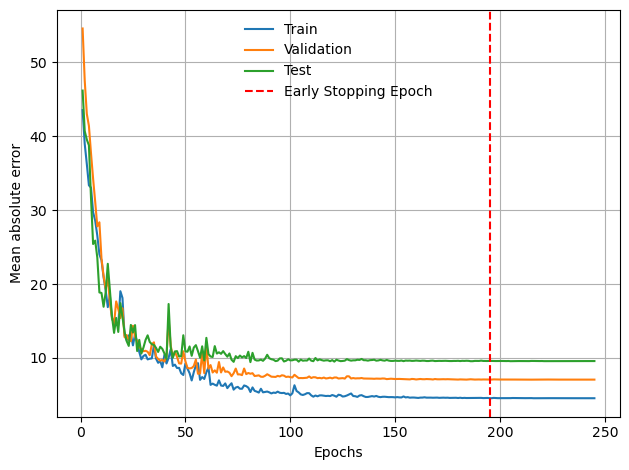 Train
Validation
Test
Early Stopping Epoch
Mean absolute error
50
40
30
20
10
0
50
100
150
200
250
Epochs